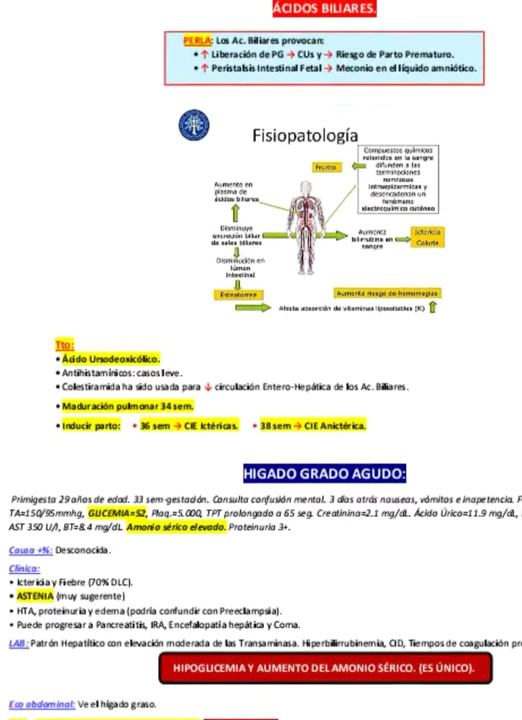 ÁCIDOS BILIARES.
PERLA: Los Ac. Biliares provocan:
• ↑ Liberación de PG → CUs y → Riesgo de Parto Prematuro.
• ↑ Peristalsis Intestinal Fetal → Meconio en el líquido amniótico.
Fisiopatología
Compuestos químicos
retenidos en la sangre
difunden a las
terminaciones
nerviosas
intraepidérmicas y
desencadenan un
fenómeno
electroquímico cutáneo
Prurito
Aumento en
plasma de
ácidos biliares
Disminuye
excreción biliar
de sales biliares
Aumenta
bilirrubina en
sangre
Ictericia
Coluria
Disminución en
lúmen
intestinal
Esteatorrea
Aumenta riesgo de hemorragias
Afecta absorción de vitaminas liposolubles (K)
Tto:
• Ácido Ursodeoxicólico.
• Antihistamínicos: casos leve.
• Colestiramida ha sido usada para ↓ circulación Entero-Hepática de los Ac. Biliares.
• Maduración pulmonar 34 sem.
• Inducir parto: • 36 sem → CIE Ictéricas. • 38 sem → CIE Anictérica.
HIGADO GRADO AGUDO:
Primigesta 29 años de edad. 33 sem-gestación. Consulta confusión mental. 3 días atrás nauseas, vómitos e inapetencia.
TA=150/95mmhg, GLICEMIA=52, Plaq.=5.000, TPT prolongado a 65 seg. Creatinina=2.1 mg/dL. Ácido Úrico=11.9 mg/dL,
AST 350 U/l, BT=8.4 mg/dL. Amonio sérico elevado. Proteinuria 3+.
Causa +%: Desconocida.
Clínica:
• Ictericia y Fiebre (70% DLC).
• ASTENIA (muy sugerente)
• HTA, proteinuria y edema (podría confundir con Preeclampsia).
• Puede progresar a Pancreatitis, IRA, Encefalopatía hepática y Coma.
LAB: Patrón Hepatítico con elevación moderada de las Transaminasa. Hiperbilirrubinemia, CID, Tiempos de coagulación
HIPOGLICEMIA Y AUMENTO DEL AMONIO SÉRICO. (ES ÚNICO).
Eco abdominal: Ve el hígado graso.